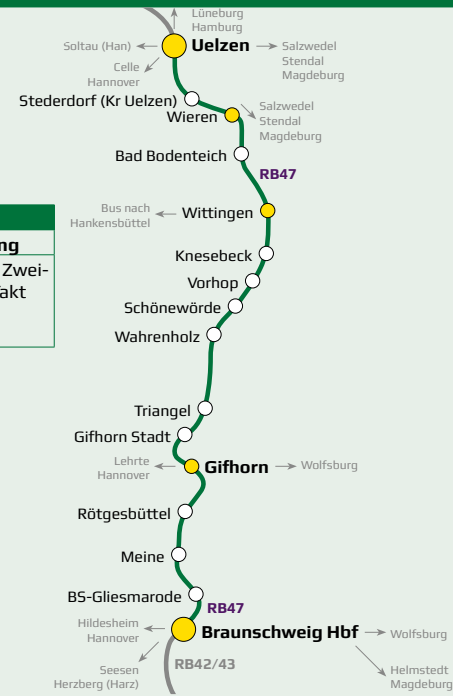 Lüneburg
Hamburg
Soltau (Han)
Uelzen
Salzwedel
Stendal
Magdeburg
Celle
Hannover
Stederdorf (Kr Uelzen)
Wieren
Salzwedel
Stendal
Magdeburg
Bad Bodenteich
RB47
Bus nach
Hankensbüttel
Wittingen
ng
Zwei-
akt
Knesebeck
Vorhop
Schönewörde
Wahrenholz
Triangel
Gifhorn Stadt
Lehrte
Hannover
Gifhorn
Wolfsburg
Rötgesbüttel
Meine
BS-Gliesmarode
RB47
Hildesheim
Hannover
Braunschweig Hbf
Wolfsburg
Seesen
Herzberg (Harz)
RB42/43
Helmstedt
Magdeburg